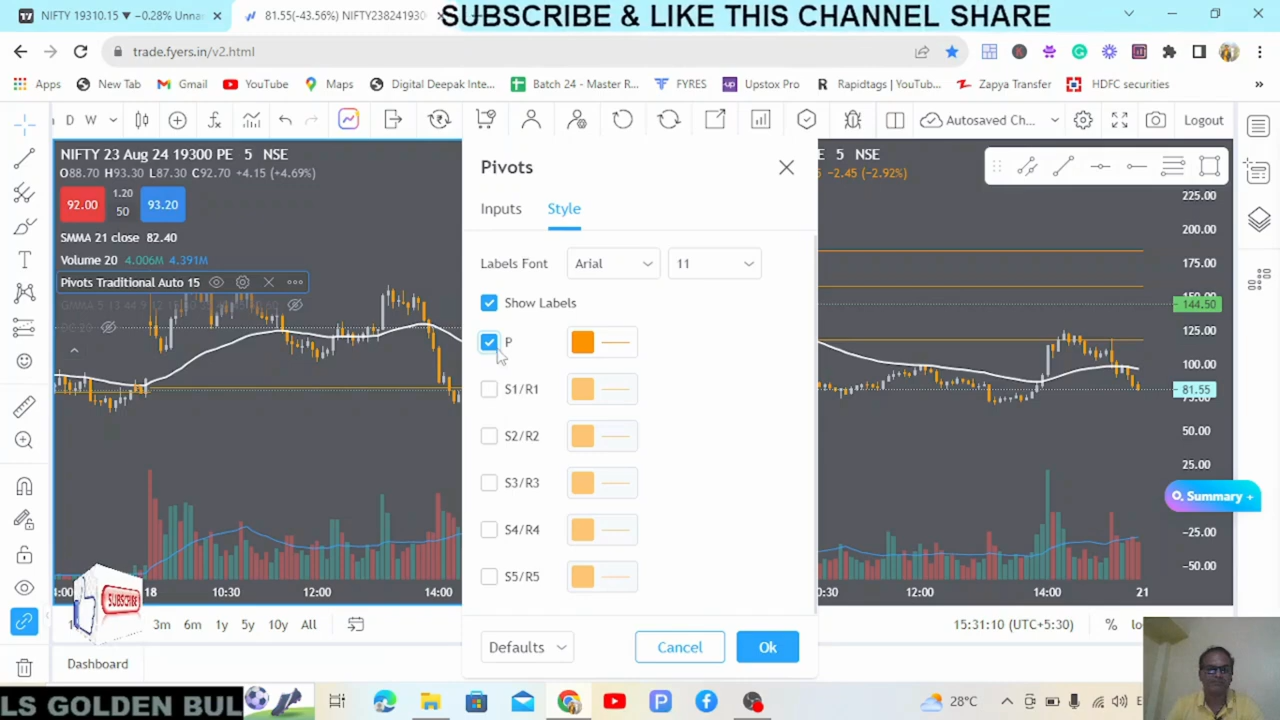 NIFTY 19310.15 ▼ −0.28% Unna
81.55(-43.56%) NIFTY23824193
SUBSCRIBE & LIKE THIS CHANNEL SHARE
trade.fyers.in/v2.html
Apps
New Tab
Gmail
YouTube
Maps
Digital Deepak Inte...
Batch 24 - Master R...
FYRES
Upstox Pro
Rapidtags | YouTub...
Zapya Transfer
HDFC securities
»
D W
Autosaved Ch...
Logout
NIFTY 23 Aug 24 19300 PE 5 NSE
O88.70 H93.30 L87.30 C92.70 +4.15 (+4.69%)
92.00
1.20
50
93.20
SMMA 21 close 82.40
Volume 20 4.006M 4.391M
Pivots Traditional Auto 15
Pivots
Inputs
Style
Labels Font
Arial
11
Show Labels
P
S1/R1
S2/R2
S3/R3
S4/R4
S5/R5
Defaults
Cancel
Ok
E 5 NSE
−2.45 (−2.92%)
225.00
200.00
175.00
144.50
125.00
100.00
81.55
50.00
25.00
Summary +
−25.00
−50.00
18
10:30
12:00
14:00
12:00
14:00
21
3m 6m 1y 5y 10y All
15:31:10 (UTC+5:30)
%
SUBSCRIBE
Dashboard
LS GOLDEN BUL
28°C
ENG